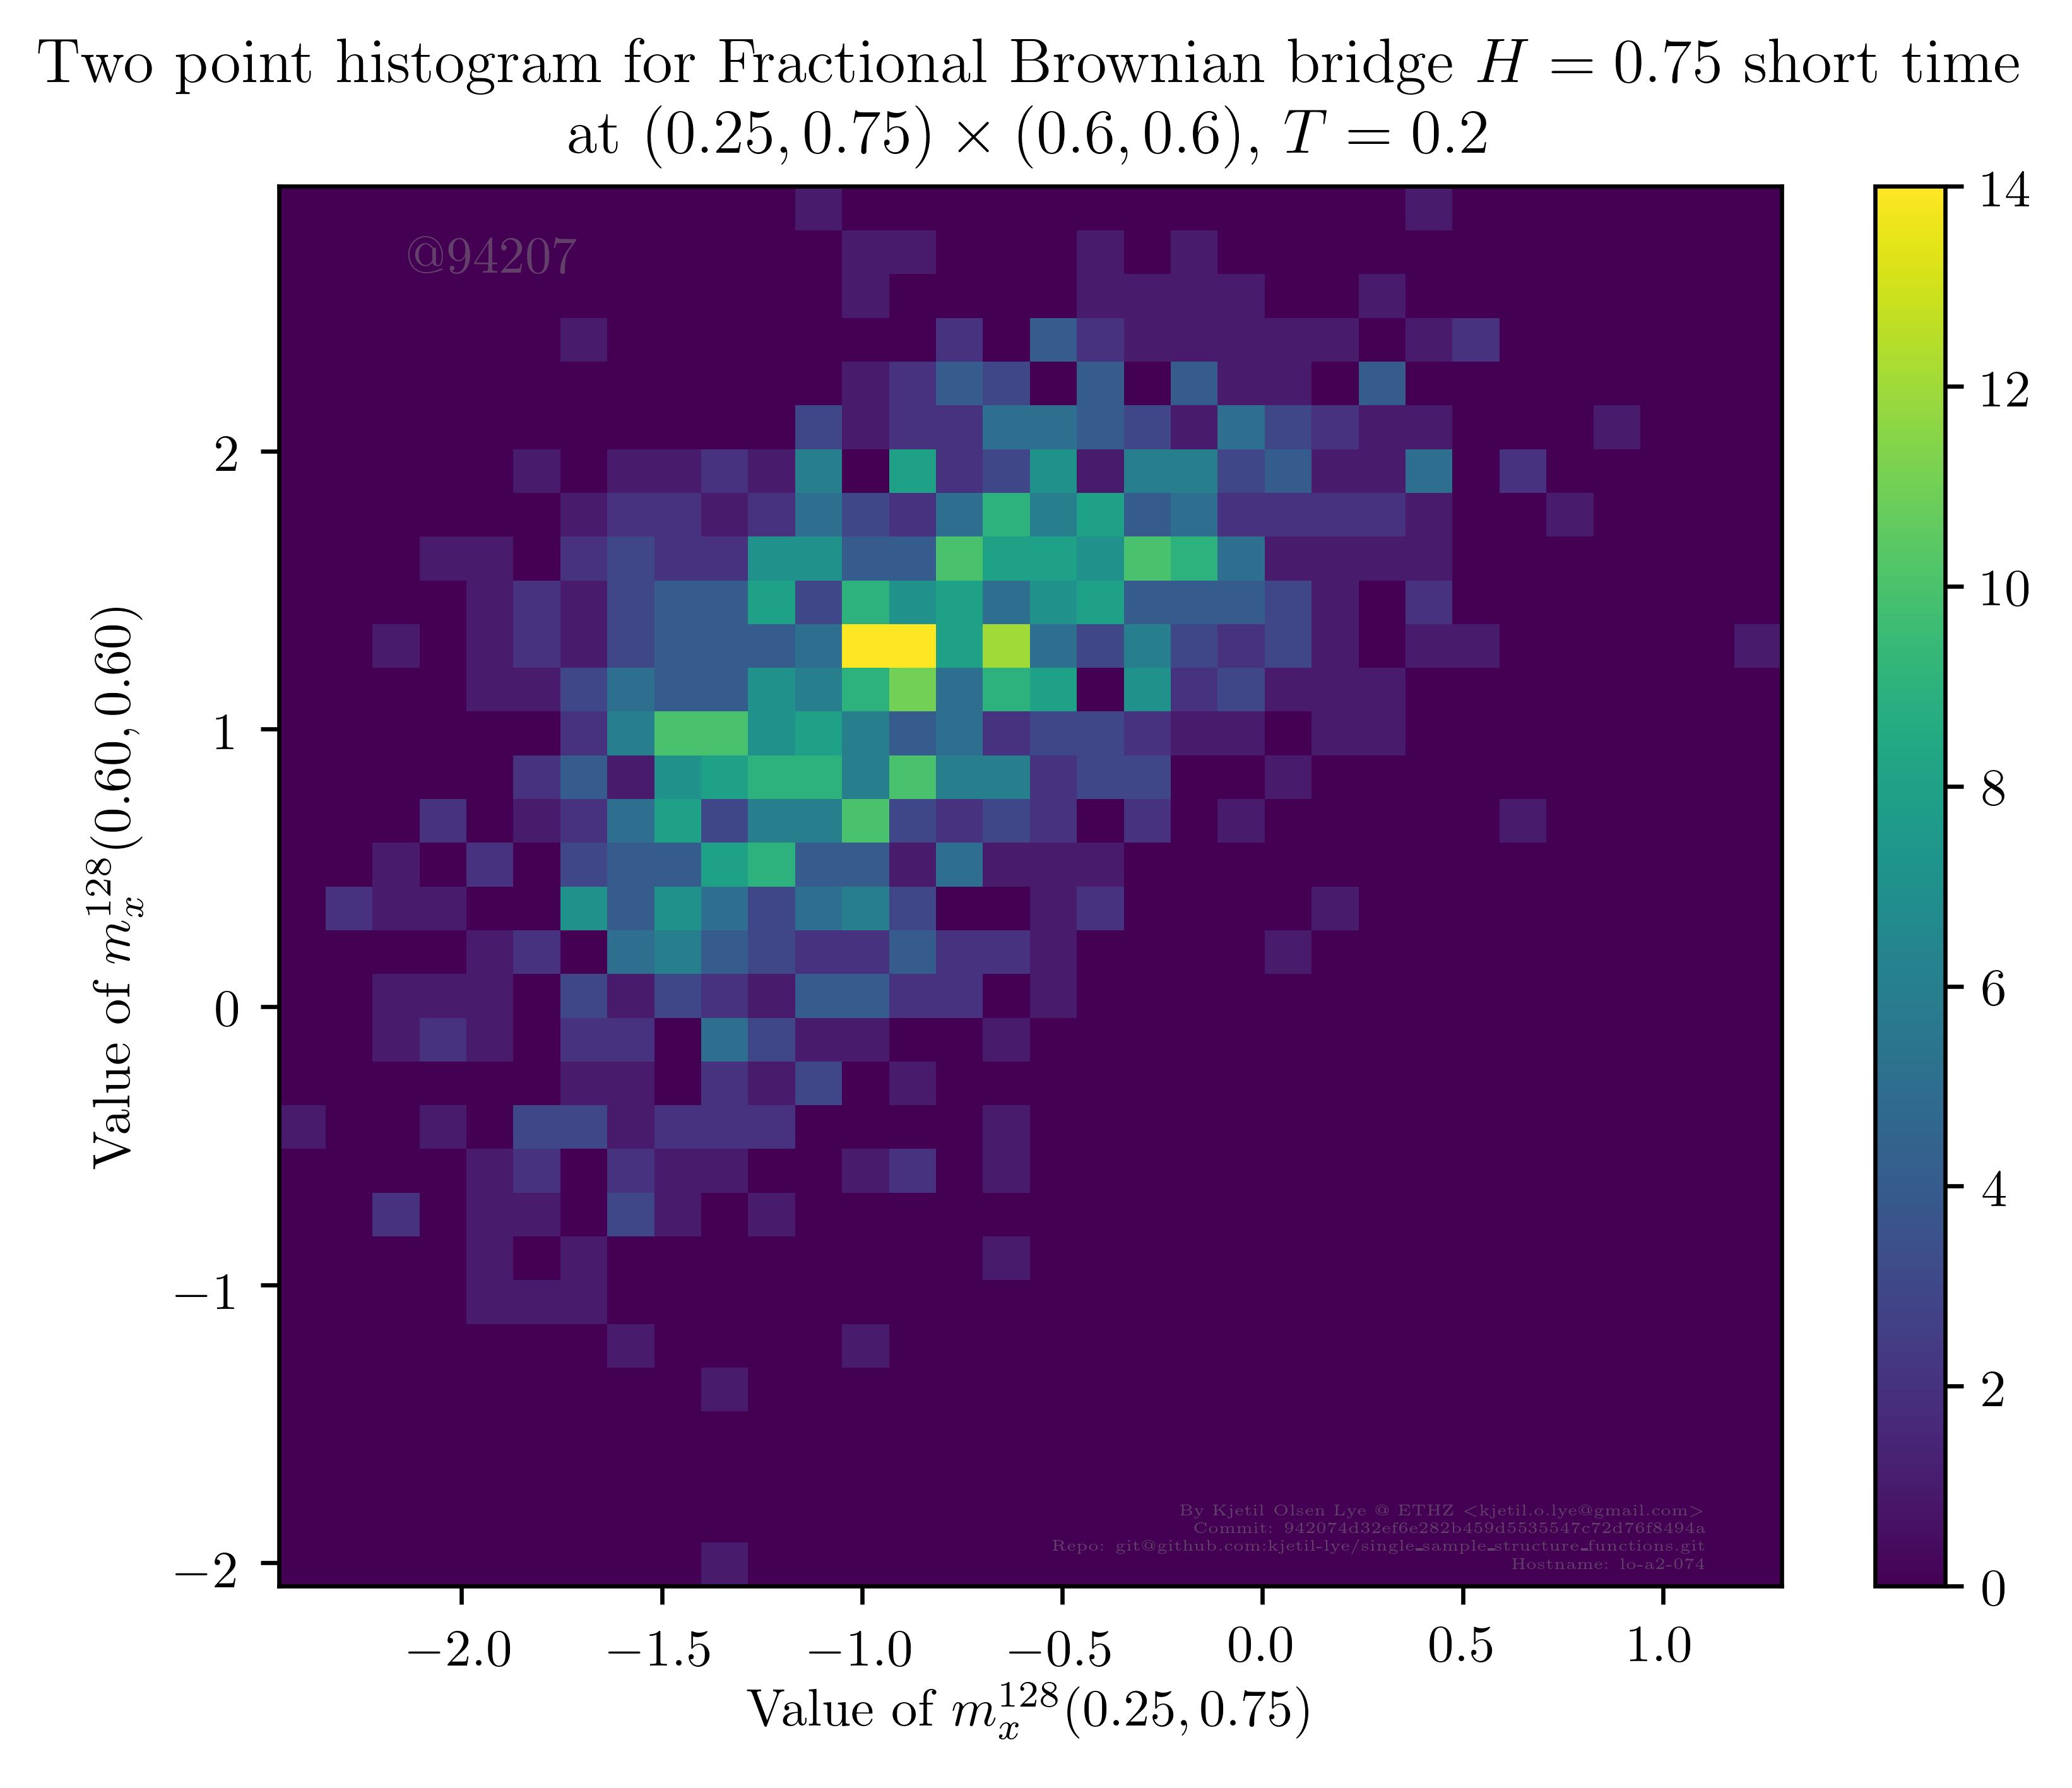 Two point histogram for Fractional Brownian bridge H = 0.75 short time
at (0.25, 0.75) × (0.6, 0.6), T = 0.2
@94207
14
12
10
8
6
4
2
0
2
1
0
−1
−2
Value of m_x^128(0.60, 0.60)
By Kjetil Olsen Lye @ ETHZ <kjetil.o.lye@gmail.com>
Commit: 942074d32ef6e282b459d5535547c72d76f8494a
Repo: git@github.com:kjetil-lye/single_sample_structure_functions.git
Hostname: lo-a2-074
−2.0 −1.5 −1.0 −0.5 0.0 0.5 1.0
Value of m_x^128(0.25, 0.75)